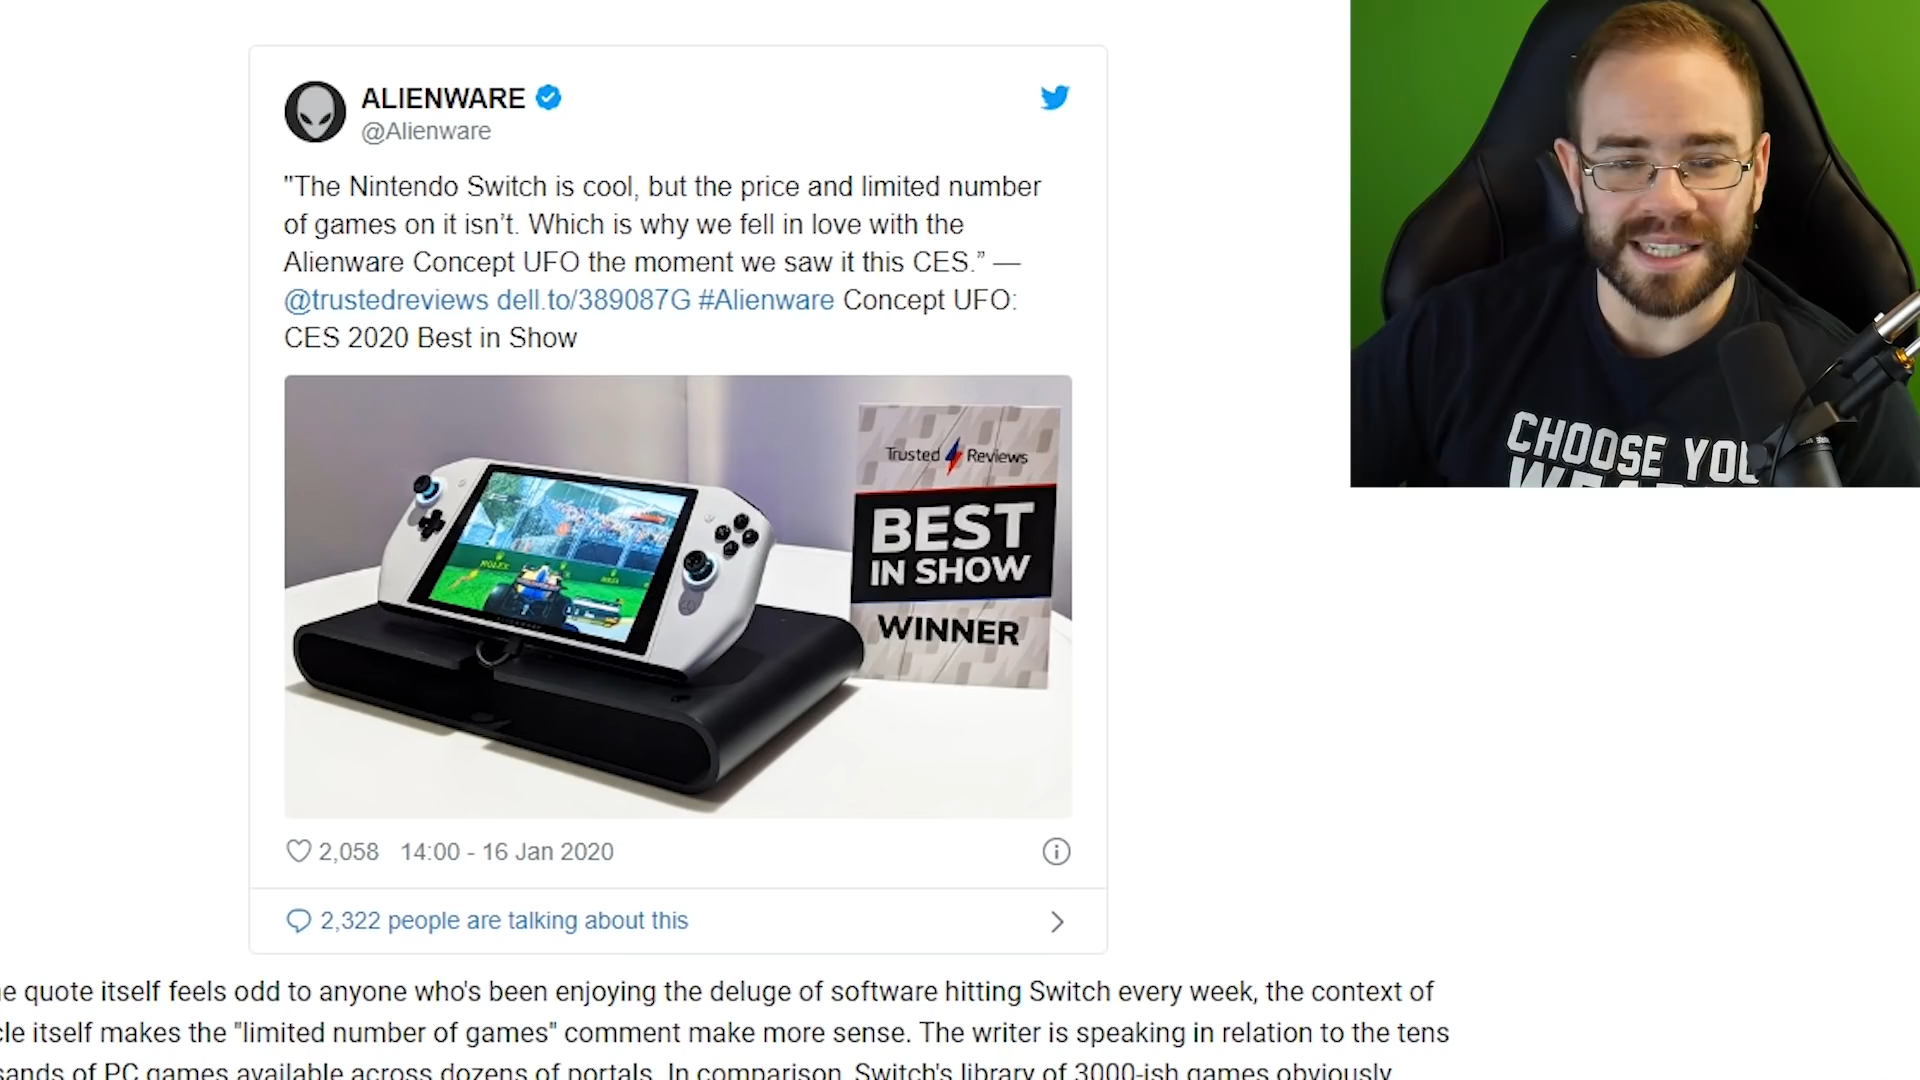 ALIENWARE
@Alienware
"The Nintendo Switch is cool, but the price and limited number
of games on it isn’t. Which is why we fell in love with the
Alienware Concept UFO the moment we saw it this CES.” —
@trustedreviews dell.to/389087G #Alienware Concept UFO:
CES 2020 Best in Show
Trusted Reviews
BEST
IN SHOW
WINNER
ROLEX
ALIENWARE
2,058 14:00 - 16 Jan 2020
2,322 people are talking about this
CHOOSE YOU
quote itself feels odd to anyone who's been enjoying the deluge of software hitting Switch every week, the context of
itself makes the "limited number of games" comment make more sense. The writer is speaking in relation to the tens
of PC games available across dozens of portals. In comparison, Switch's library of 3000-ish games obviously